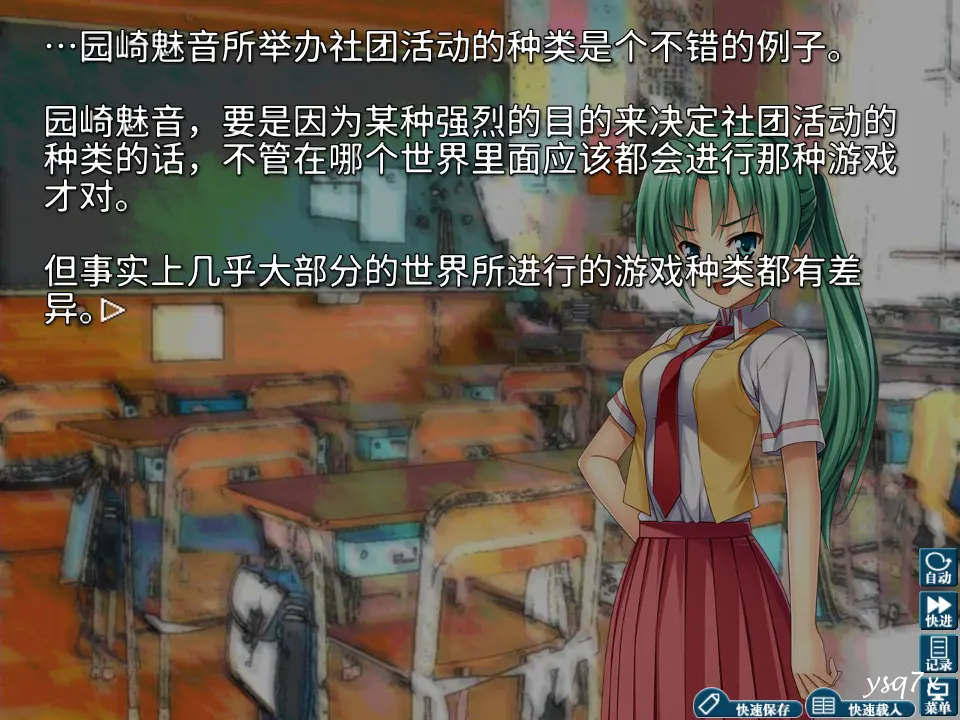 …园崎魅音所举办社团活动的种类是个不错的例子。
园崎魅音，要是因为某种强烈的目的来决定社团活动的
种类的话，不管在哪个世界里面应该都会进行那种游戏
才对。
但事实上几乎大部分的世界所进行的游戏种类都有差
异。
自动
快进
记录
ysq7x
菜单
快速保存
快速载入